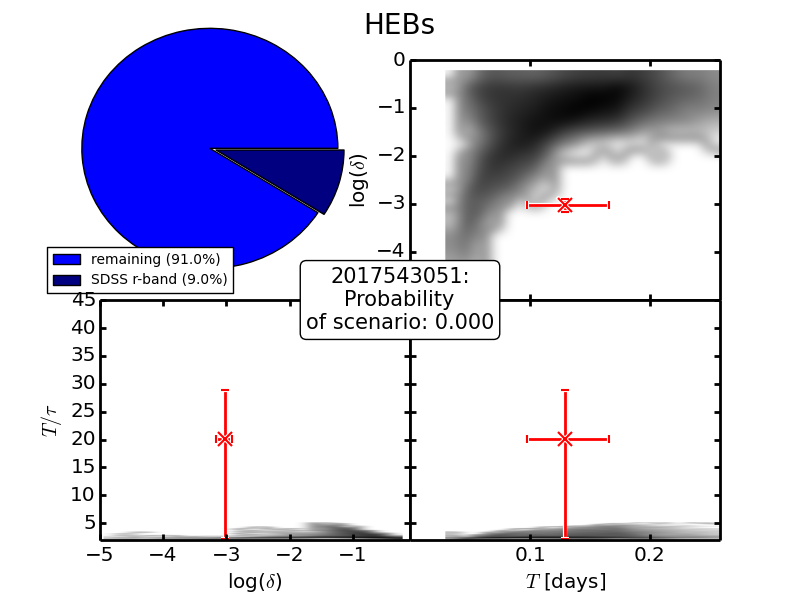 HEBs
remaining (91.0%)
SDSS r-band (9.0%)
0
−1
−2
−3
−4
log(δ)
2017543051:
Probability
of scenario: 0.000
45
40
35
30
25
20
15
10
5
T/τ
−5 −4 −3 −2 −1
log(δ)
0.1 0.2
T [days]